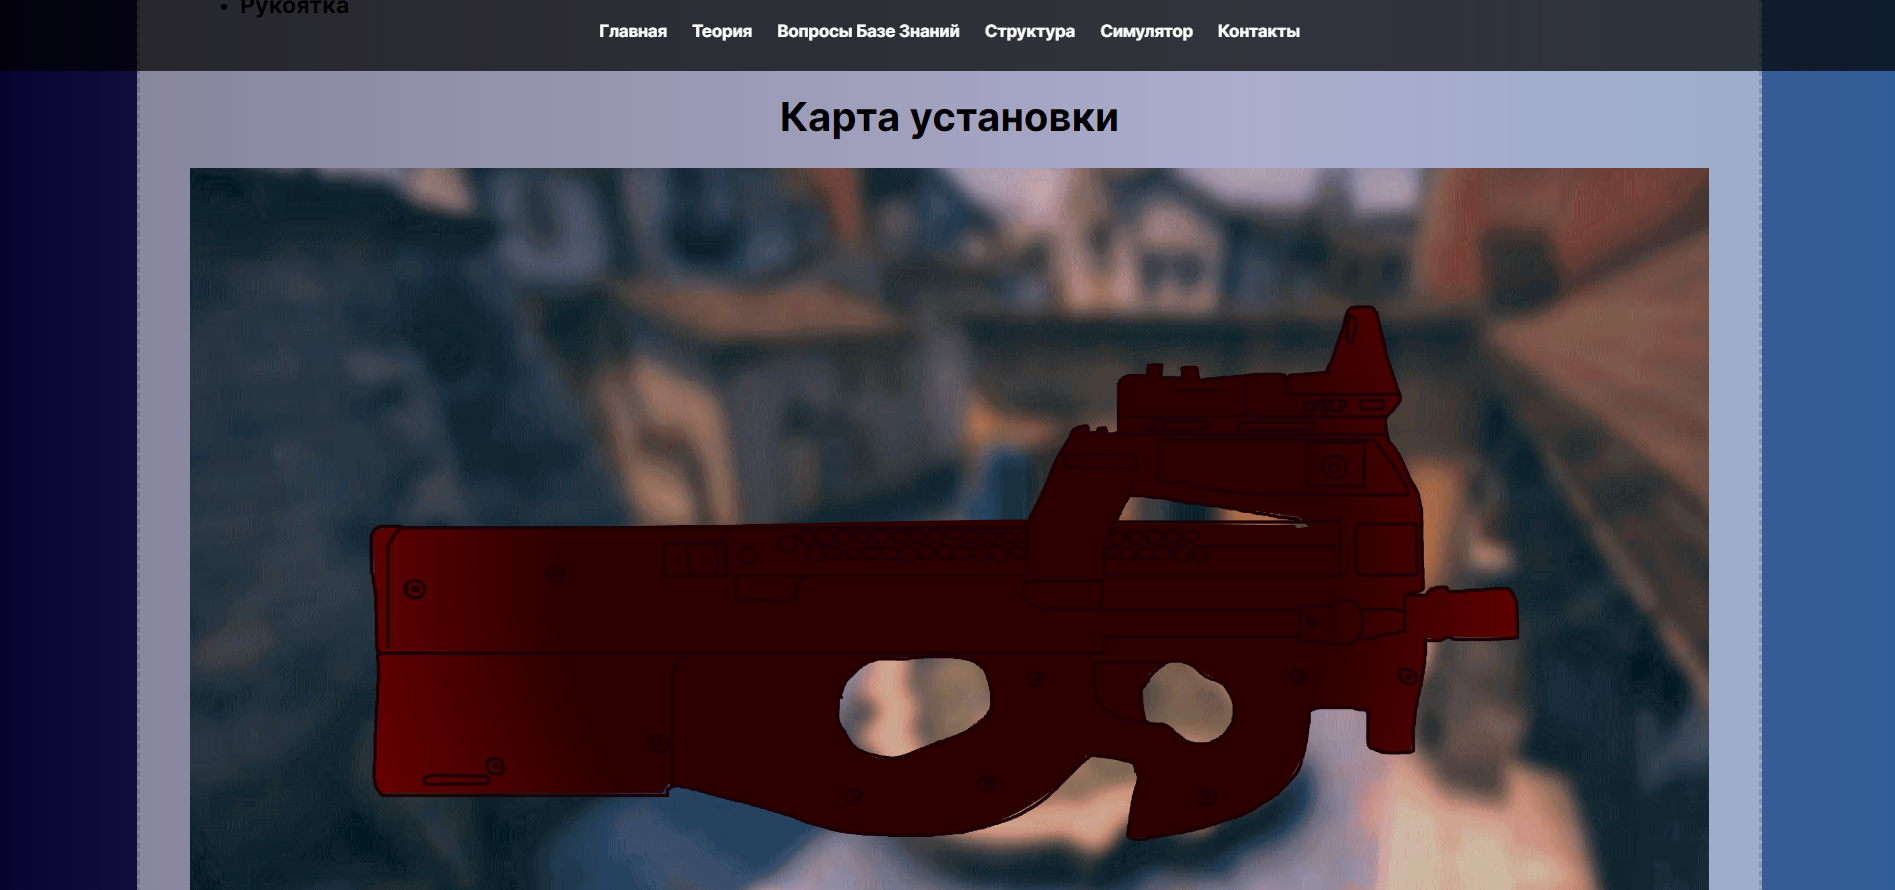 Рукоятка
Главная Теория Вопросы Базе Знаний Структура Симулятор Контакты
Карта установки